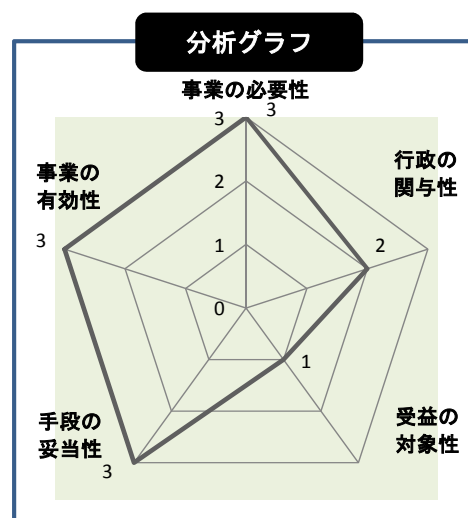 分析グラフ
事業の必要性
3
3
事業の
有効性
行政の
関与性
2
3
2
1
0
1
手段の
妥当性
受益の
対象性
3